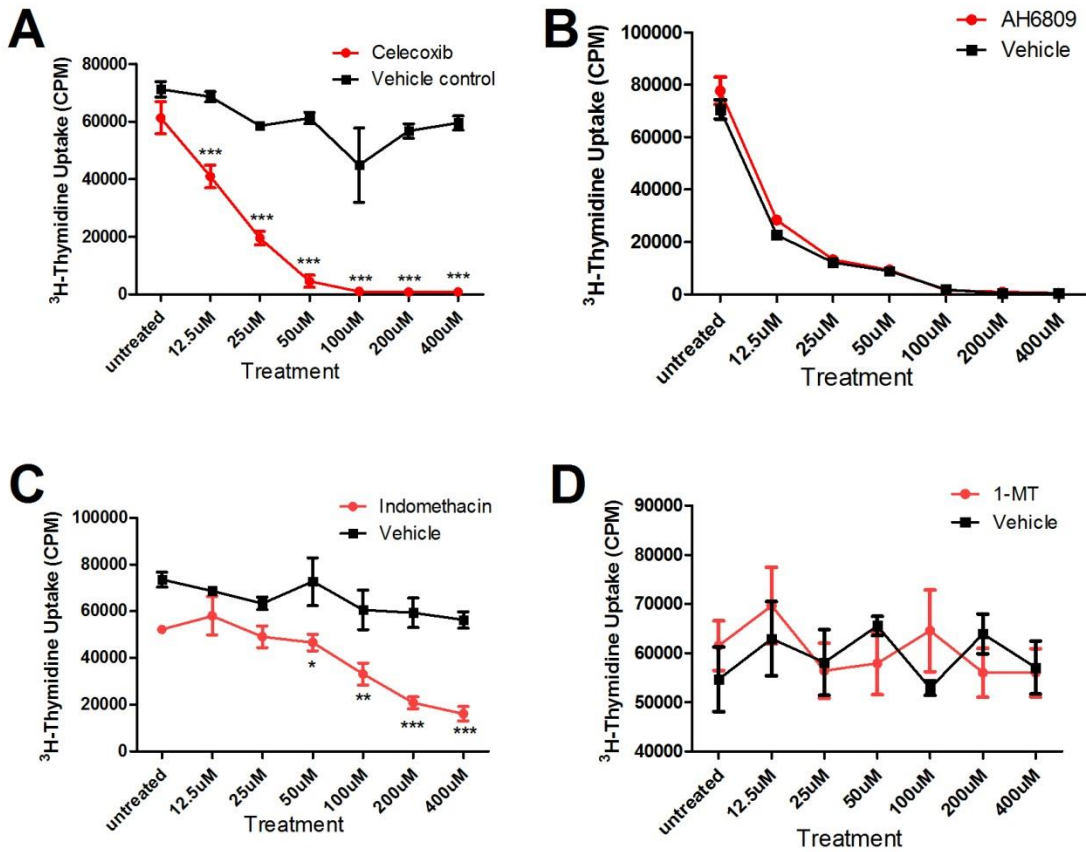 A
Celecoxib
Vehicle control
³H-Thymidine Uptake (CPM)
80000
60000
40000
20000
0
***
***
***
***
***
***
untreated
12.5uM
25uM
50uM
100uM
200uM
400uM
Treatment
B
AH6809
Vehicle
³H-Thymidine Uptake (CPM)
100000
80000
60000
40000
20000
0
untreated
12.5uM
25uM
50uM
100uM
200uM
400uM
Treatment
C
Indomethacin
Vehicle
³H-Thymidine Uptake (CPM)
100000
80000
60000
40000
20000
0
*
**
***
***
untreated
12.5uM
25uM
50uM
100uM
200uM
400uM
Treatment
D
1-MT
Vehicle
³H-Thymidine Uptake (CPM)
90000
80000
70000
60000
50000
40000
untreated
12.5uM
25uM
50uM
100uM
200uM
400uM
Treatment